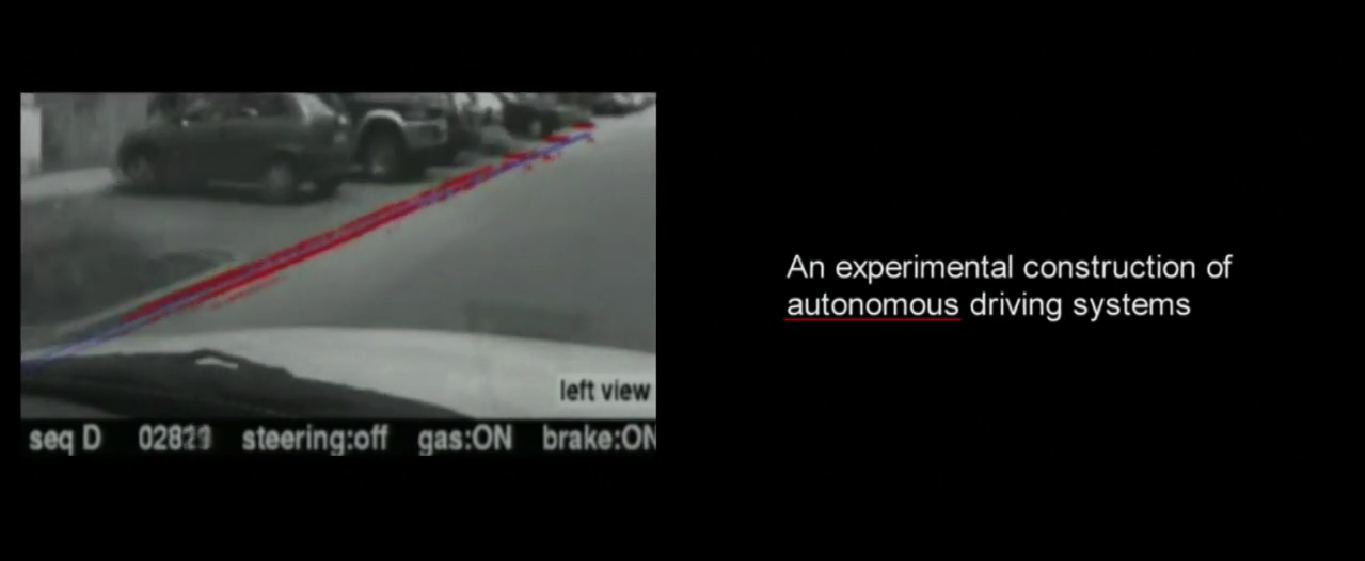 left view
seq D steering:off gas:ON brake:ON
An experimental construction of
autonomous driving systems